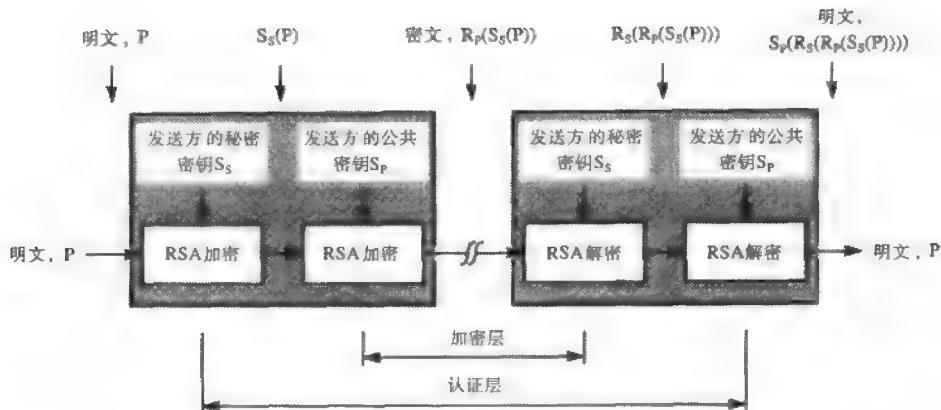 明文，P
S_S(P)
密文，R_P(S_S(P))
R_S(R_P(S_S(P)))
明文，
S_P(R_S(R_P(S_S(P))))
发送方的秘密
密钥S_S
发送方的公共
密钥S_P
发送方的秘密
密钥S_S
发送方的公共
密钥S_P
明文，P
RSA加密
RSA加密
RSA解密
RSA解密
明文，P
加密层
认证层